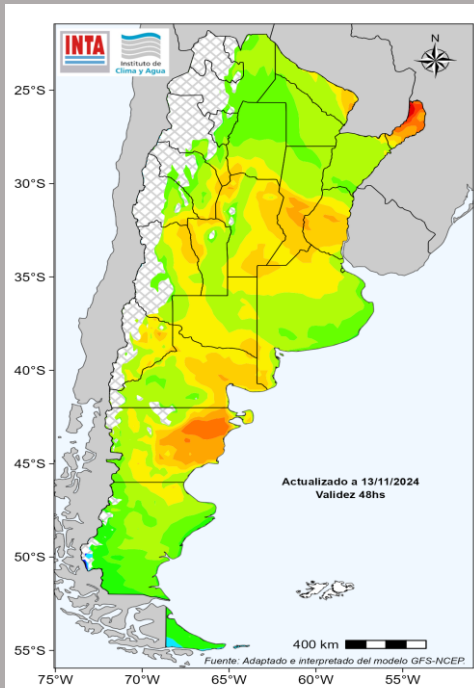 INTA
Instituto de
Clima y Agua
N
25°S
30°S
35°S
40°S
45°S
50°S
55°S
Actualizado a 13/11/2024
Validez 48hs
400 km
Fuente: Adaptado e interpretado del modelo GFS-NCEP.
75°W
70°W
65°W
60°W
55°W